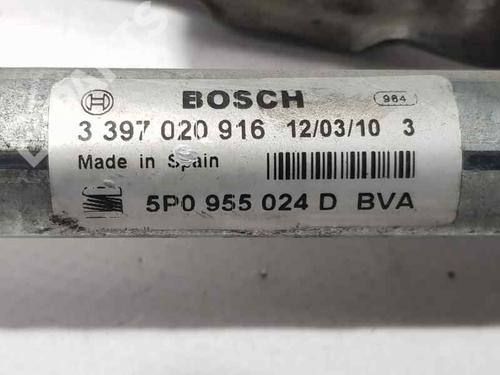 BOSCH 984
3 397 020 916 12/03/10 3
Made in Spain
5P0 955 024 D BVA